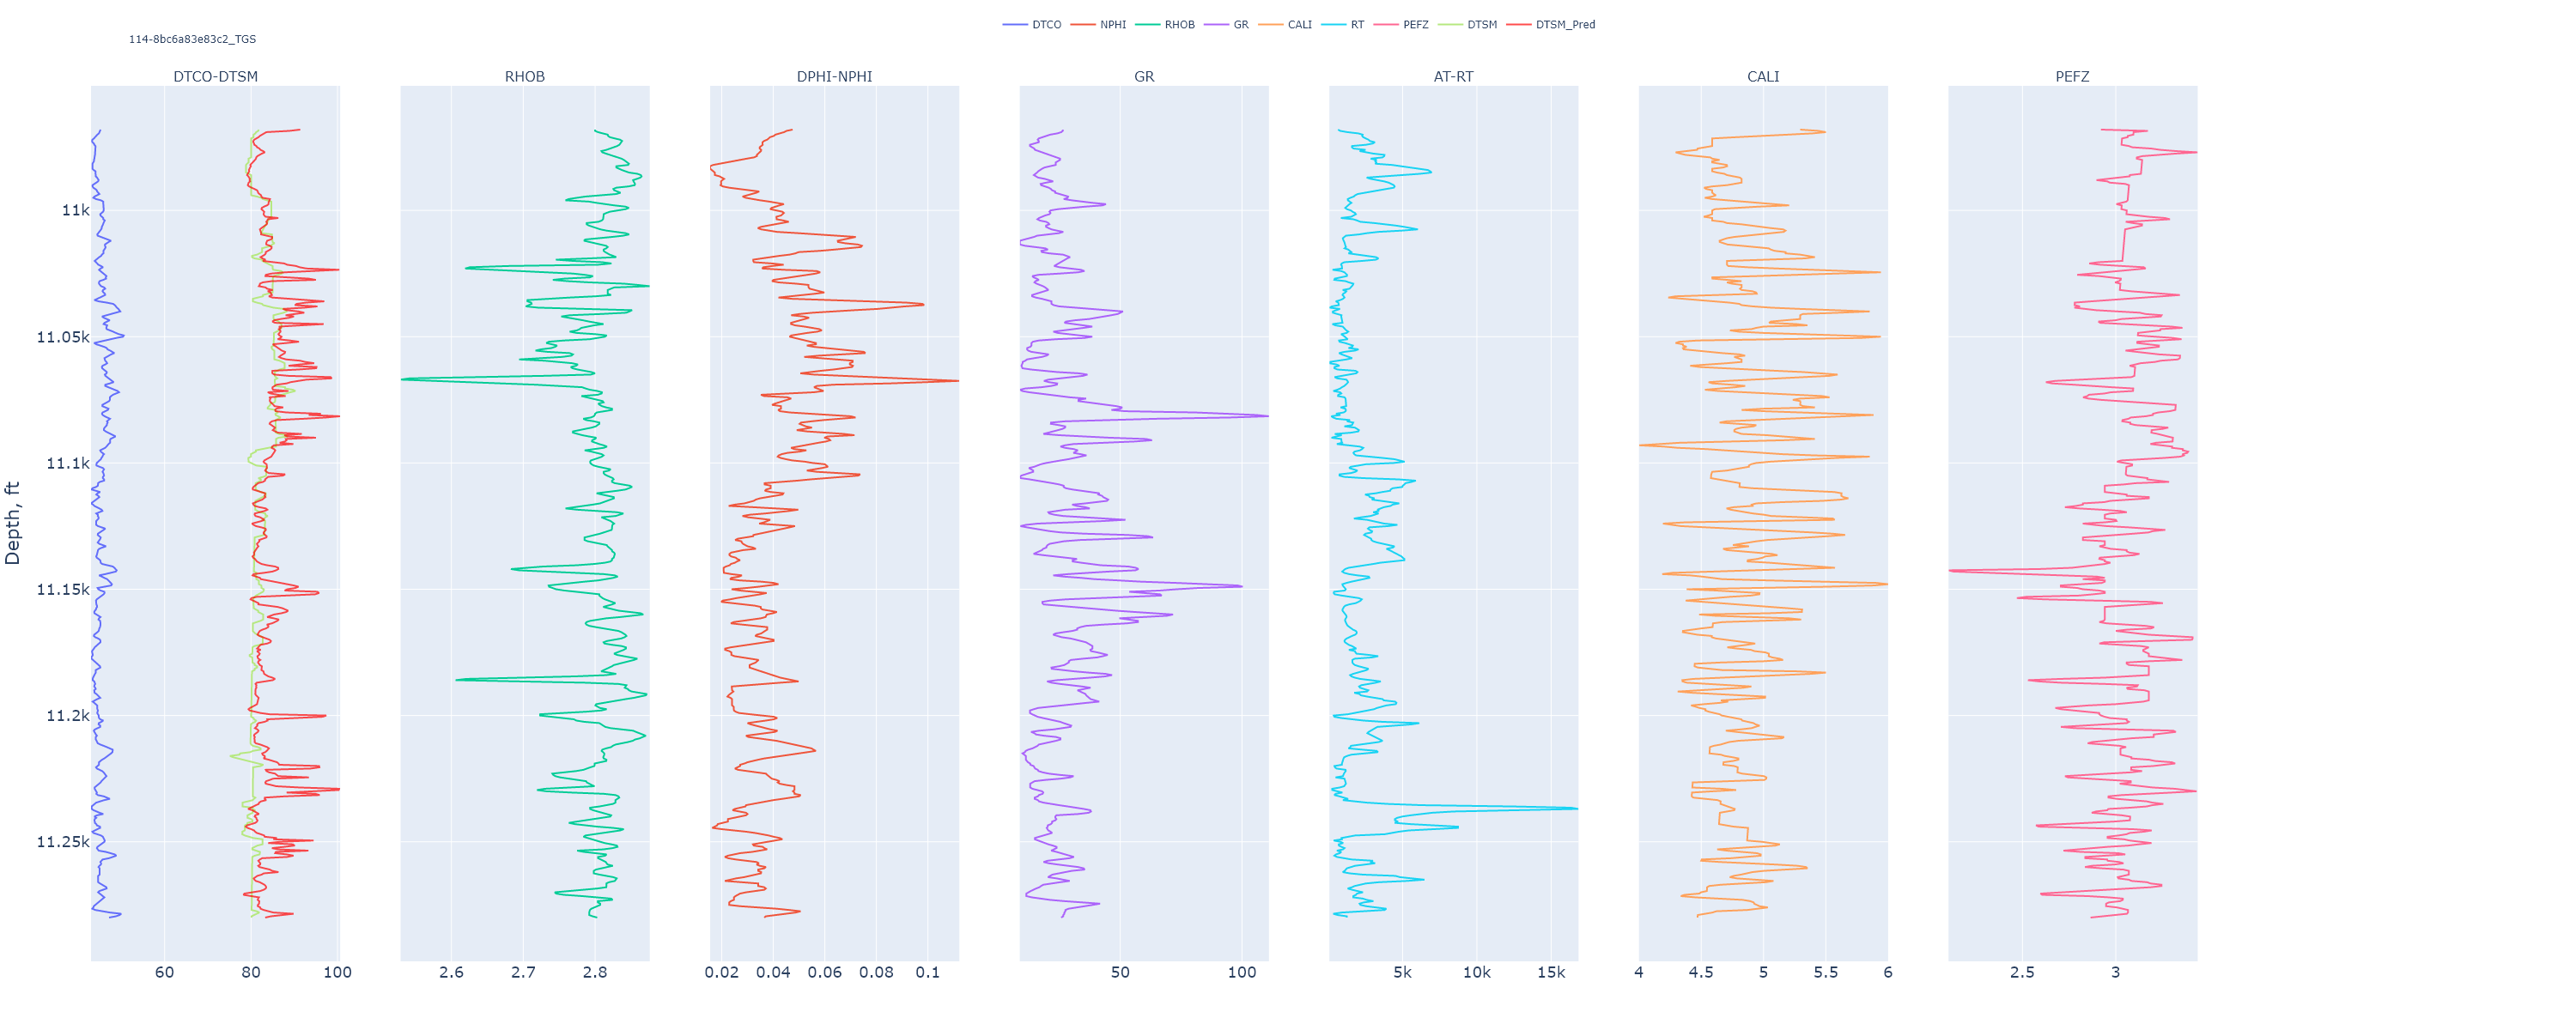 DTCO NPHI RHOB GR CALI RT PEFZ DTSM DTSM_Pred
114-8bc6a83e83c2_TGS
DTCO-DTSM RHOB DPHI-NPHI GR AT-RT CALI PEFZ
11k
11.05k
11.1k
11.15k
11.2k
11.25k
Depth, ft
60 80 100 2.6 2.7 2.8 0.02 0.04 0.06 0.08 0.1 50 100 5k 10k 15k 4 4.5 5 5.5 6 2.5 3